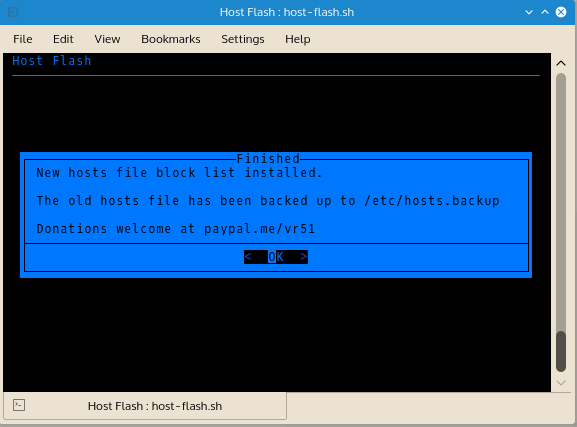 Host Flash : host-flash.sh
File Edit View Bookmarks Settings Help
Host Flash
Finished
New hosts file block list installed.
The old hosts file has been backed up to /etc/hosts.backup
Donations welcome at paypal.me/vr51
< OK >
Host Flash : host-flash.sh